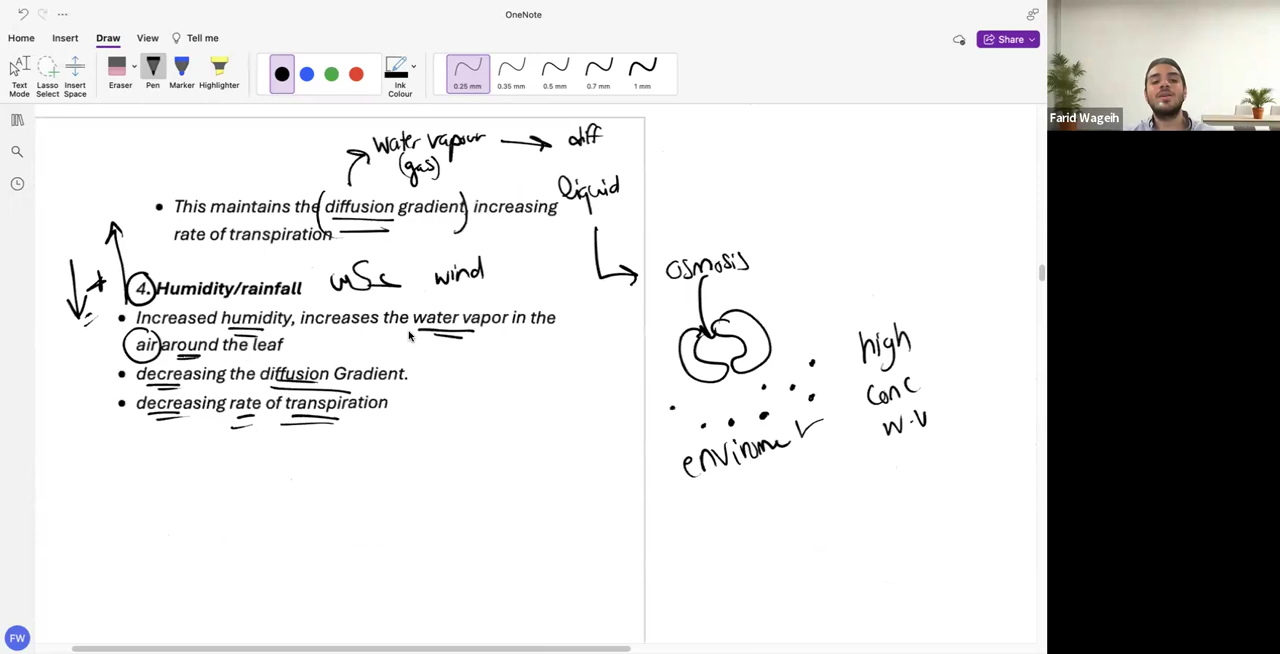 OneNote
Home Insert Draw View Tell me
Share
Text Mode
Lasso Select
Insert Space
Eraser
Pen
Marker
Highlighter
Ink Colour
0.25 mm
0.35 mm
0.5 mm
0.7 mm
1 mm
Farid Wageih
water vapour → diff
(gas)
liquid
• This maintains the (diffusion gradient) increasing
rate of transpiration
osmosis
wind
4. Humidity/rainfall
• Increased humidity, increases the water vapor in the
air around the leaf
• decreasing the diffusion Gradient.
• decreasing rate of transpiration
high
conc
w.v
FW